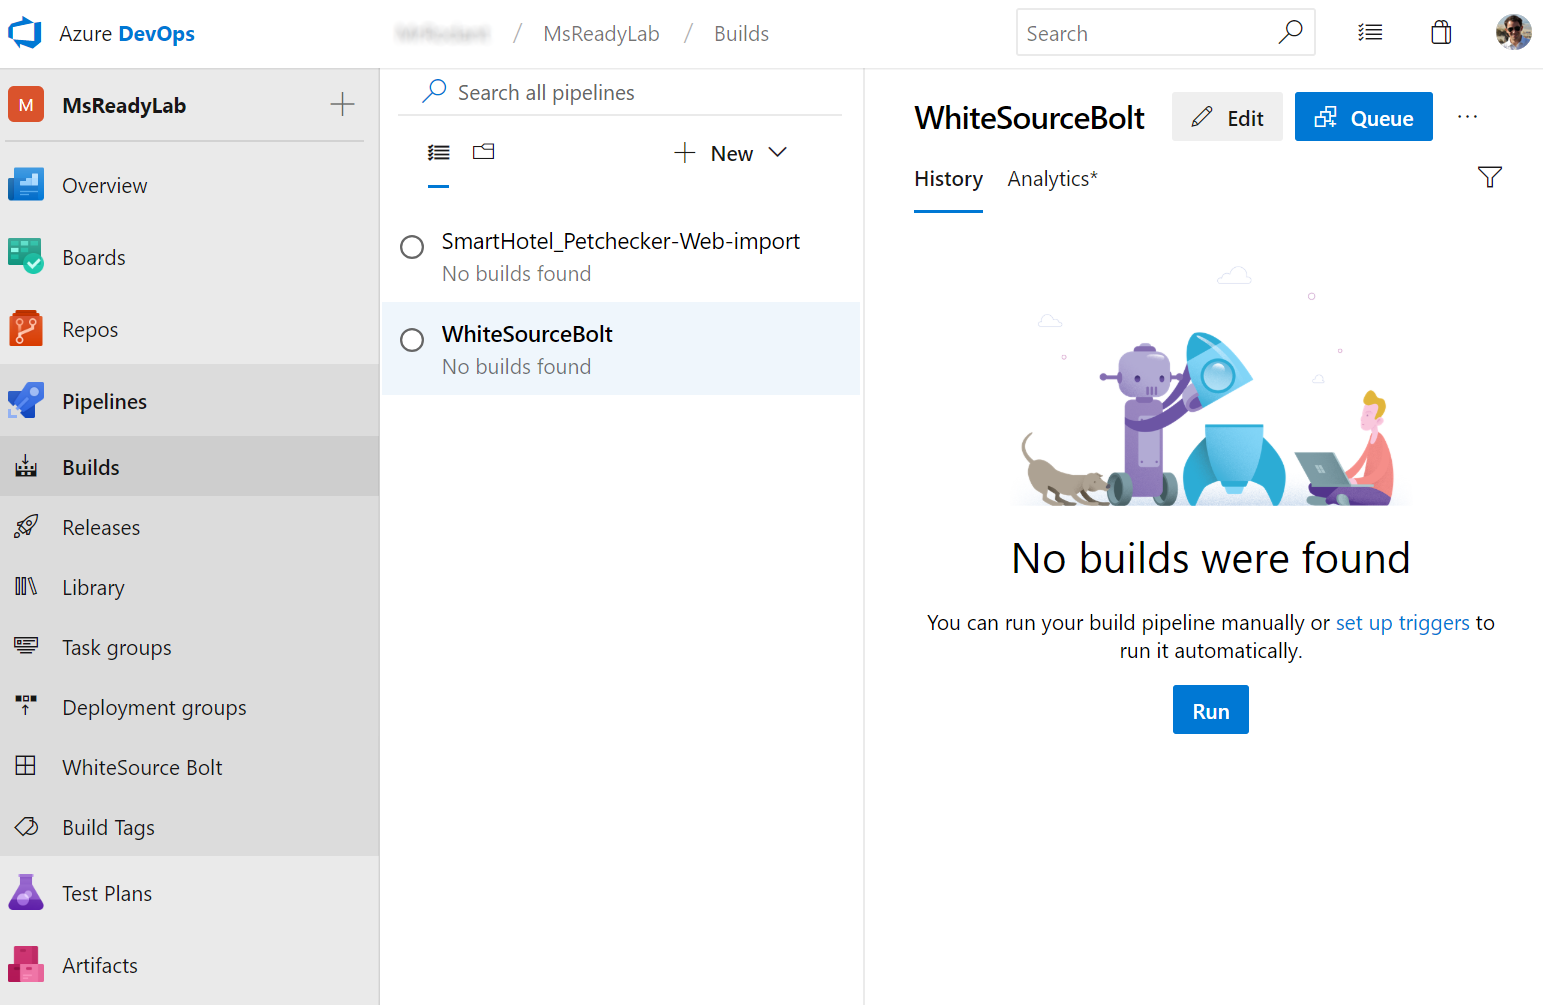 Azure DevOps
/ MsReadyLab / Builds
Search
M MsReadyLab
Overview
Boards
Repos
Pipelines
Builds
Releases
Library
Task groups
Deployment groups
WhiteSource Bolt
Build Tags
Test Plans
Artifacts
Search all pipelines
New
SmartHotel_Petchecker-Web-import
No builds found
WhiteSourceBolt
No builds found
WhiteSourceBolt
Edit
Queue
...
History Analytics*
No builds were found
You can run your build pipeline manually or set up triggers to
run it automatically.
Run